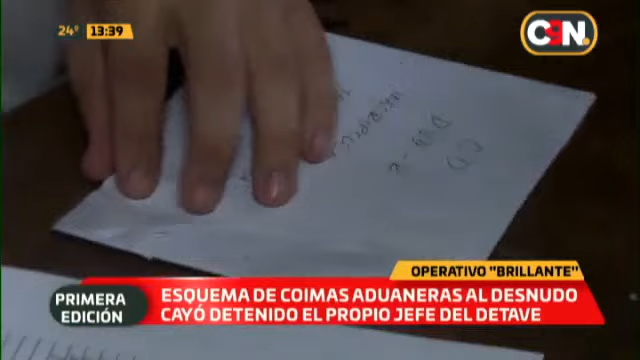 24°
13:39
C9N.
OPERATIVO "BRILLANTE"
PRIMERA
EDICIÓN
ESQUEMA DE COIMAS ADUANERAS AL DESNUDO
CAYÓ DETENIDO EL PROPIO JEFE DEL DETAVE